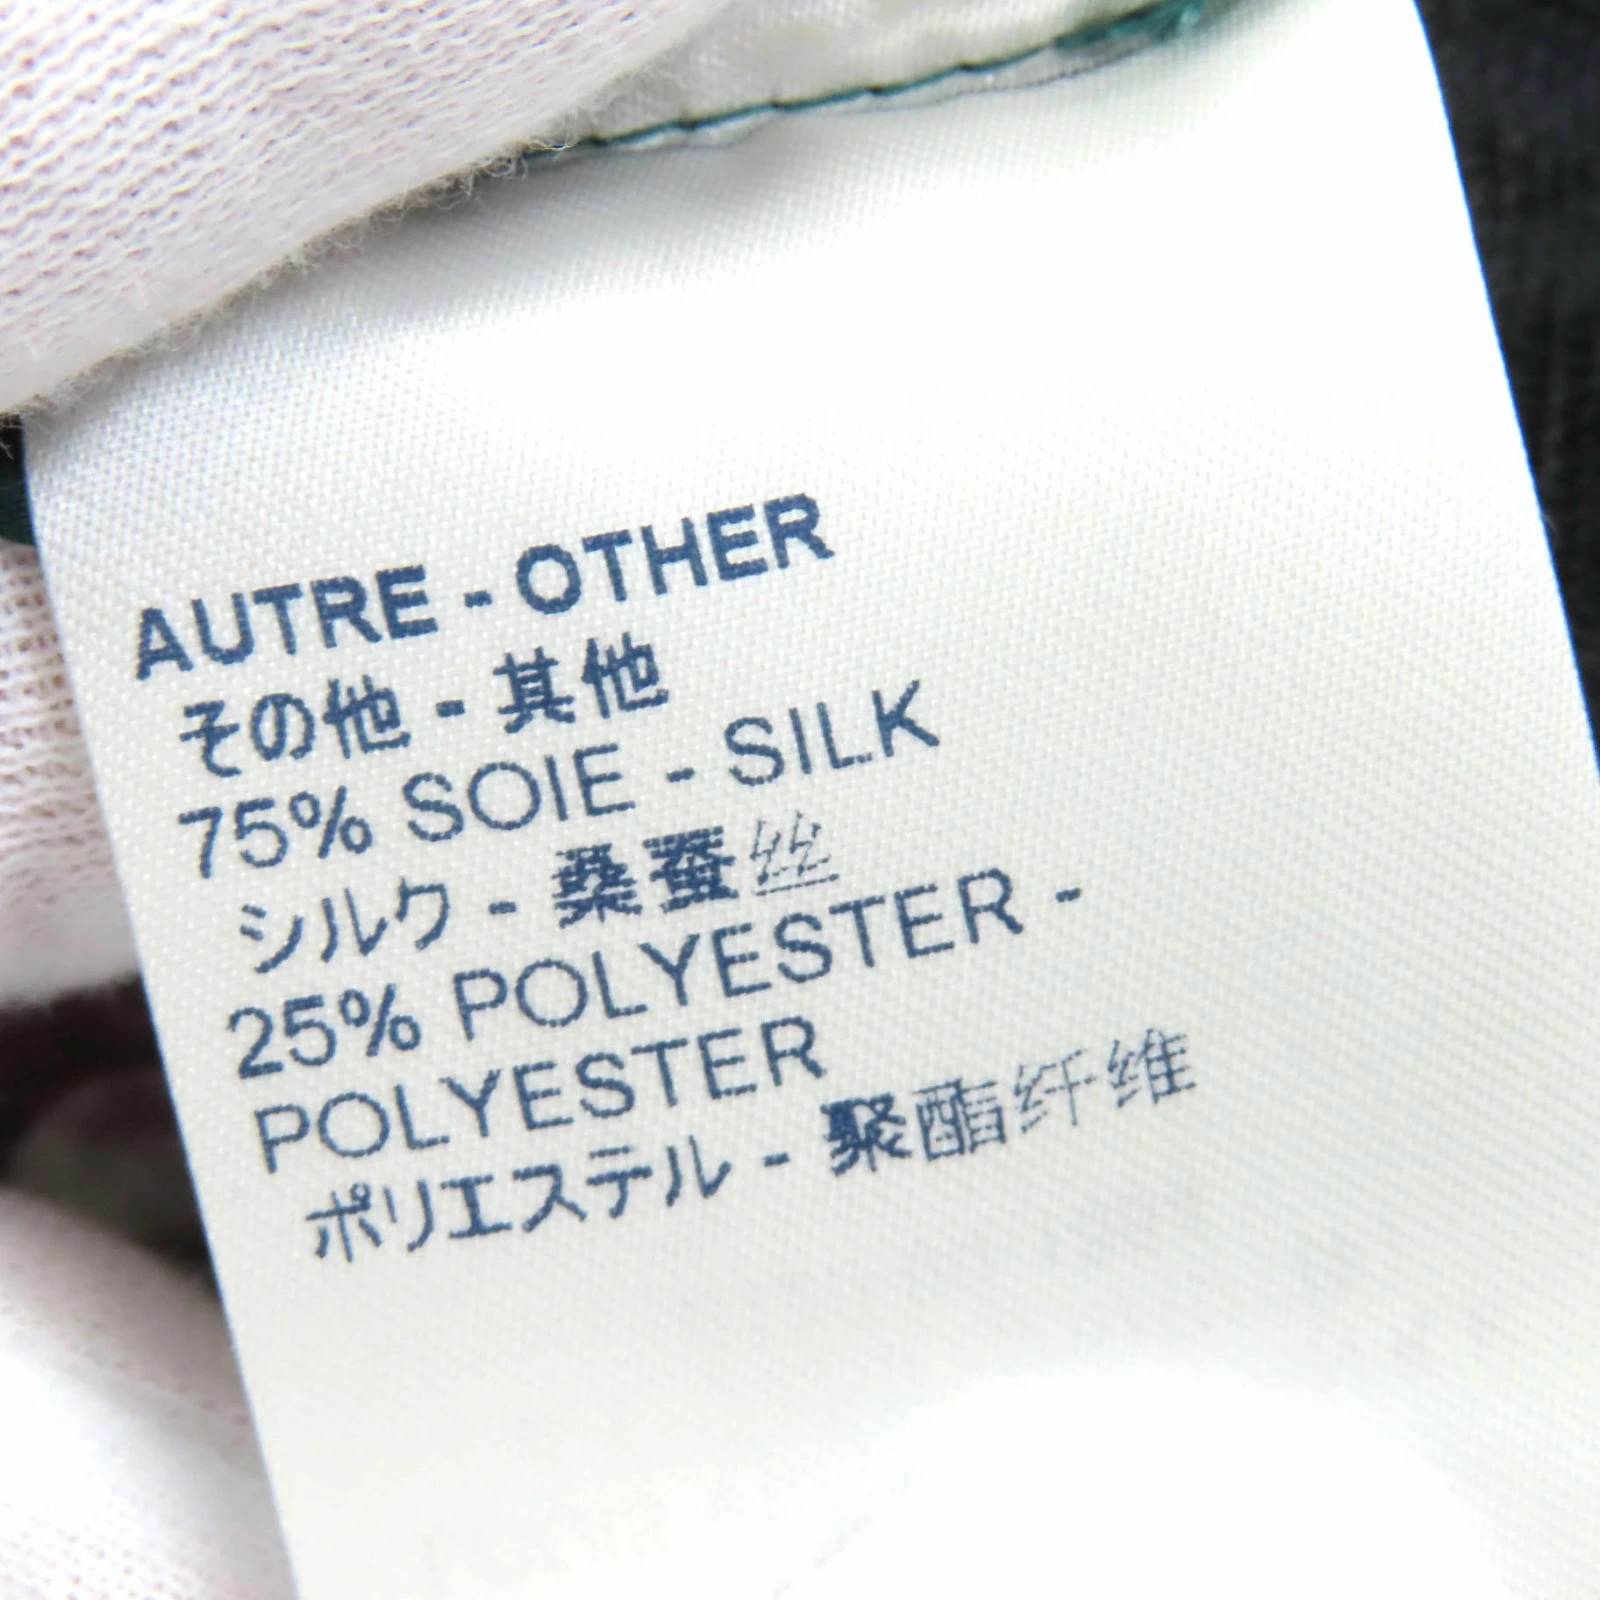 AUTRE - OTHER
その他 - 其他
75% SOIE - SILK
シルク - 桑蚕丝
25% POLYESTER -
POLYESTER
ポリエステル - 聚酯纤维